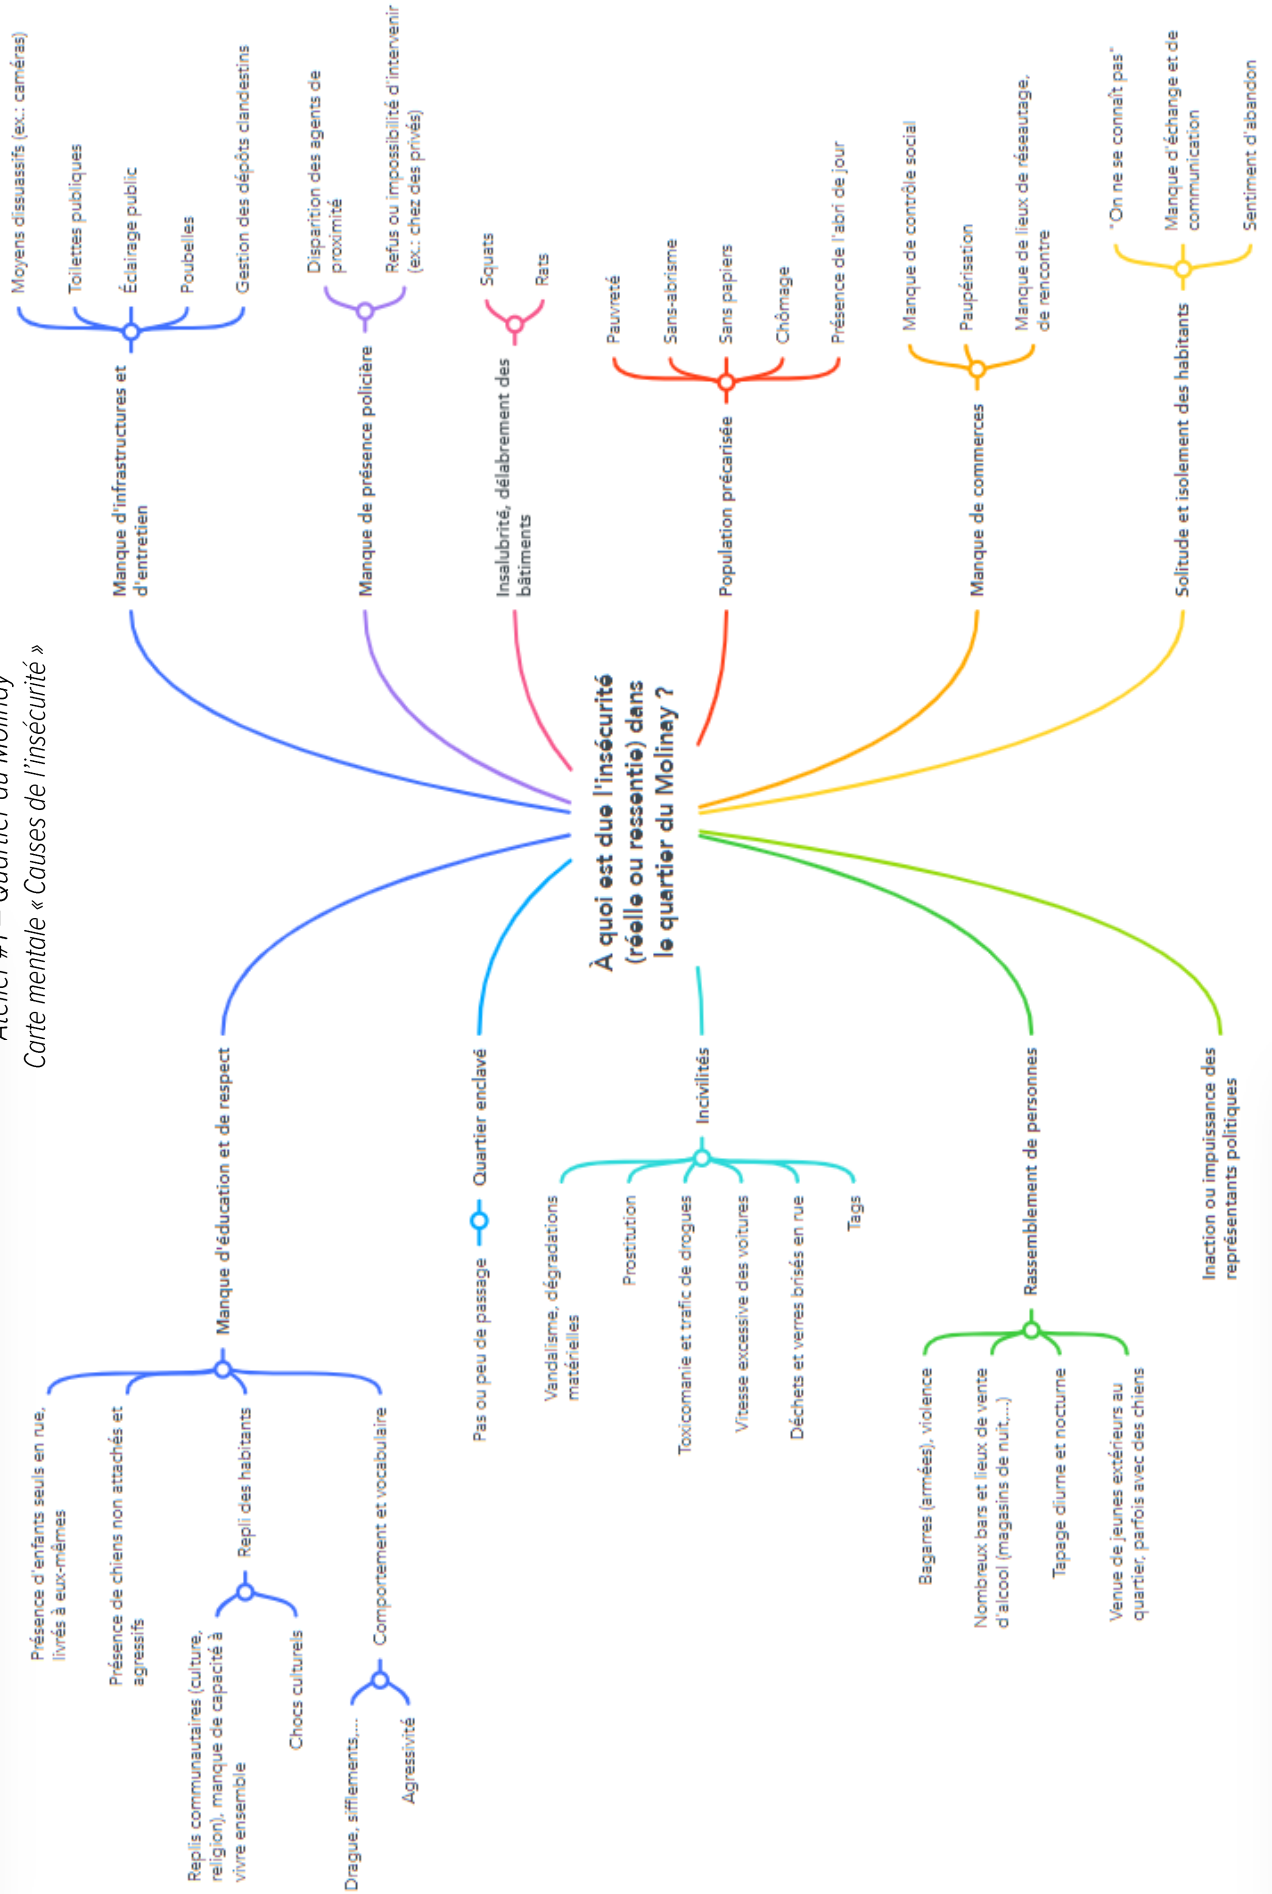 Atelier #1 – Quartier du Molinay
Carte mentale « Causes de l'insécurité »
À quoi est due l'insécurité
(réelle ou ressentie) dans
le quartier du Molinay ?
Manque d'infrastructures et
d'entretien
Moyens dissuassifs (ex.: caméras)
Toilettes publiques
Éclairage public
Poubelles
Gestion des dépôts clandestins
Manque de présence policière
Disparition des agents de
proximité
Refus ou impossibilité d'intervenir
(ex.: chez des privés)
Insalubrité, délabrement des
bâtiments
Squats
Rats
Population précarisée
Pauvreté
Sans-abrisme
Sans papiers
Chômage
Présence de l'abri de jour
Manque de commerces
Manque de contrôle social
Paupérisation
Manque de lieux de réseautage,
de rencontre
Solitude et isolement des habitants
"On ne se connaît pas"
Manque d'échange et de
communication
Sentiment d'abandon
Manque d'éducation et de respect
Présence d'enfants seuls en rue,
livrés à eux-mêmes
Présence de chiens non attachés et
agressifs
Repli des habitants
Replis communautaires (culture,
religion), manque de capacité à
vivre ensemble
Chocs culturels
Comportement et vocabulaire
Drague, sifflements,...
Agressivité
Quartier enclavé
Pas ou peu de passage
Incivilités
Vandalisme, dégradations
matérielles
Prostitution
Toxicomanie et trafic de drogues
Vitesse excessive des voitures
Déchets et verres brisés en rue
Tags
Rassemblement de personnes
Bagarres (armées), violence
Nombreux bars et lieux de vente
d'alcool (magasins de nuit,...)
Tapage diurne et nocturne
Venue de jeunes extérieurs au
quartier, parfois avec des chiens
Inaction ou impuissance des
représentants politiques